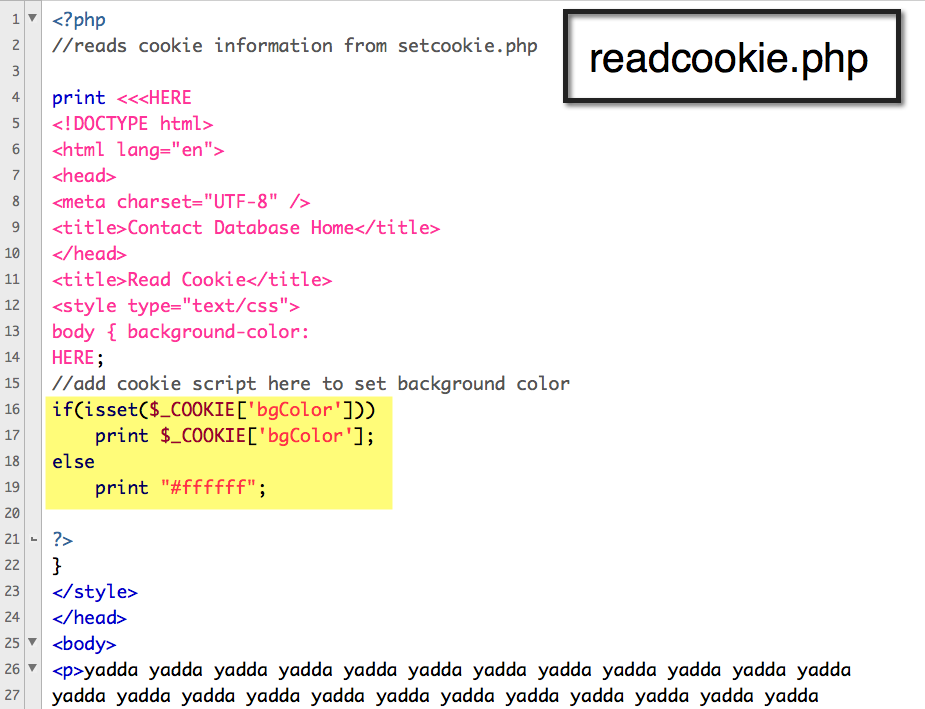 readcookie.php
1 <?php
2 //reads cookie information from setcookie.php
3
4 print <<<HERE
5 <!DOCTYPE html>
6 <html lang="en">
7 <head>
8 <meta charset="UTF-8" />
9 <title>Contact Database Home</title>
10 </head>
11 <title>Read Cookie</title>
12 <style type="text/css">
13 body { background-color:
14 HERE;
15 //add cookie script here to set background color
16 if(isset($_COOKIE['bgColor']))
17     print $_COOKIE['bgColor'];
18 else
19     print "#ffffff";
20
21 ?>
22 }
23 </style>
24 </head>
25 <body>
26 <p>yadda yadda yadda yadda yadda yadda yadda yadda yadda yadda yadda yadda
27 yadda yadda yadda yadda yadda yadda yadda yadda yadda yadda yadda yadda